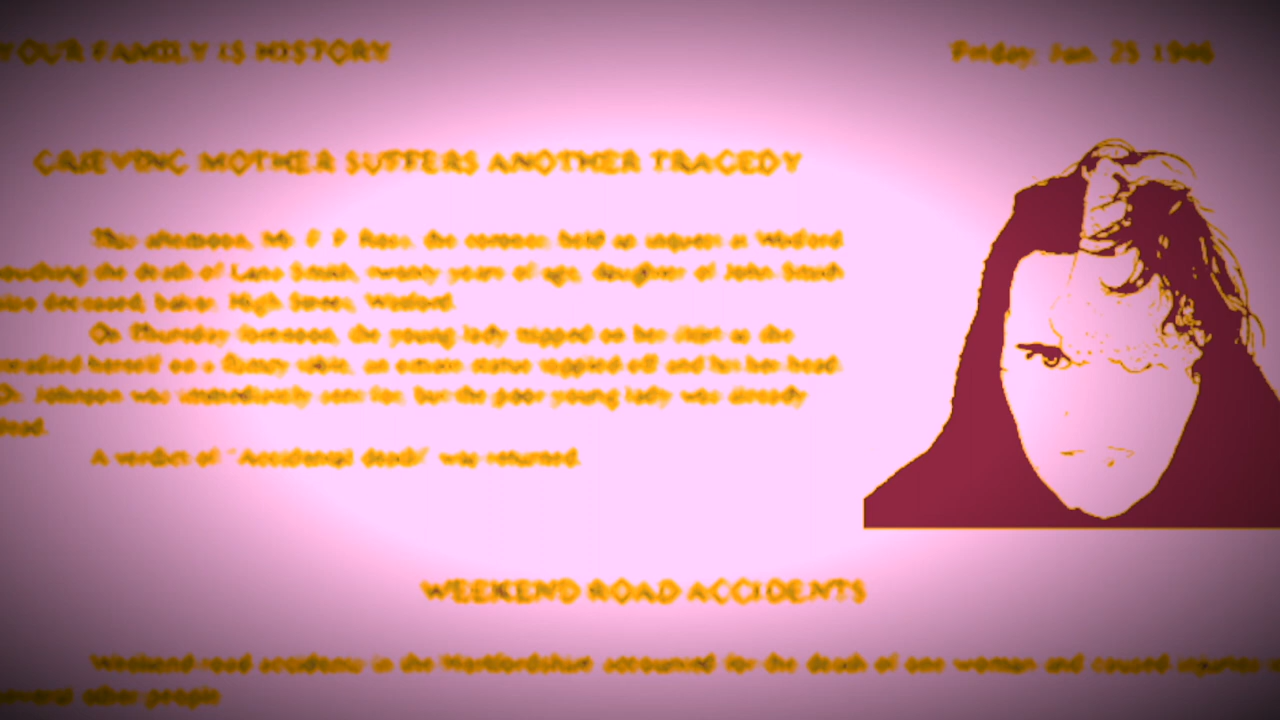 YOUR FAMILY IS HISTORY
Friday, Jan. 25 1946
GRIEVING MOTHER SUFFERS ANOTHER TRAGEDY
This afternoon, Mr. F. P. Ross, the coroner, held an inquest at Watford
ouching the death of Lana Smith, twenty years of age, daughter of John Smith
also deceased, baker, High Street, Watford.
On Thursday forenoon, the young lady tripped on her skirt as she
steadied herself on a flimsy table, an ornate statue toppled off and hit her head.
Dr. Johnson was immediately sent for, but the poor young lady was already
dead.
A verdict of "Accidental death" was returned.
WEEKEND ROAD ACCIDENTS
Weekend road accidents in the Hertfordshire accounted for the death of one woman and caused injuries
several other people